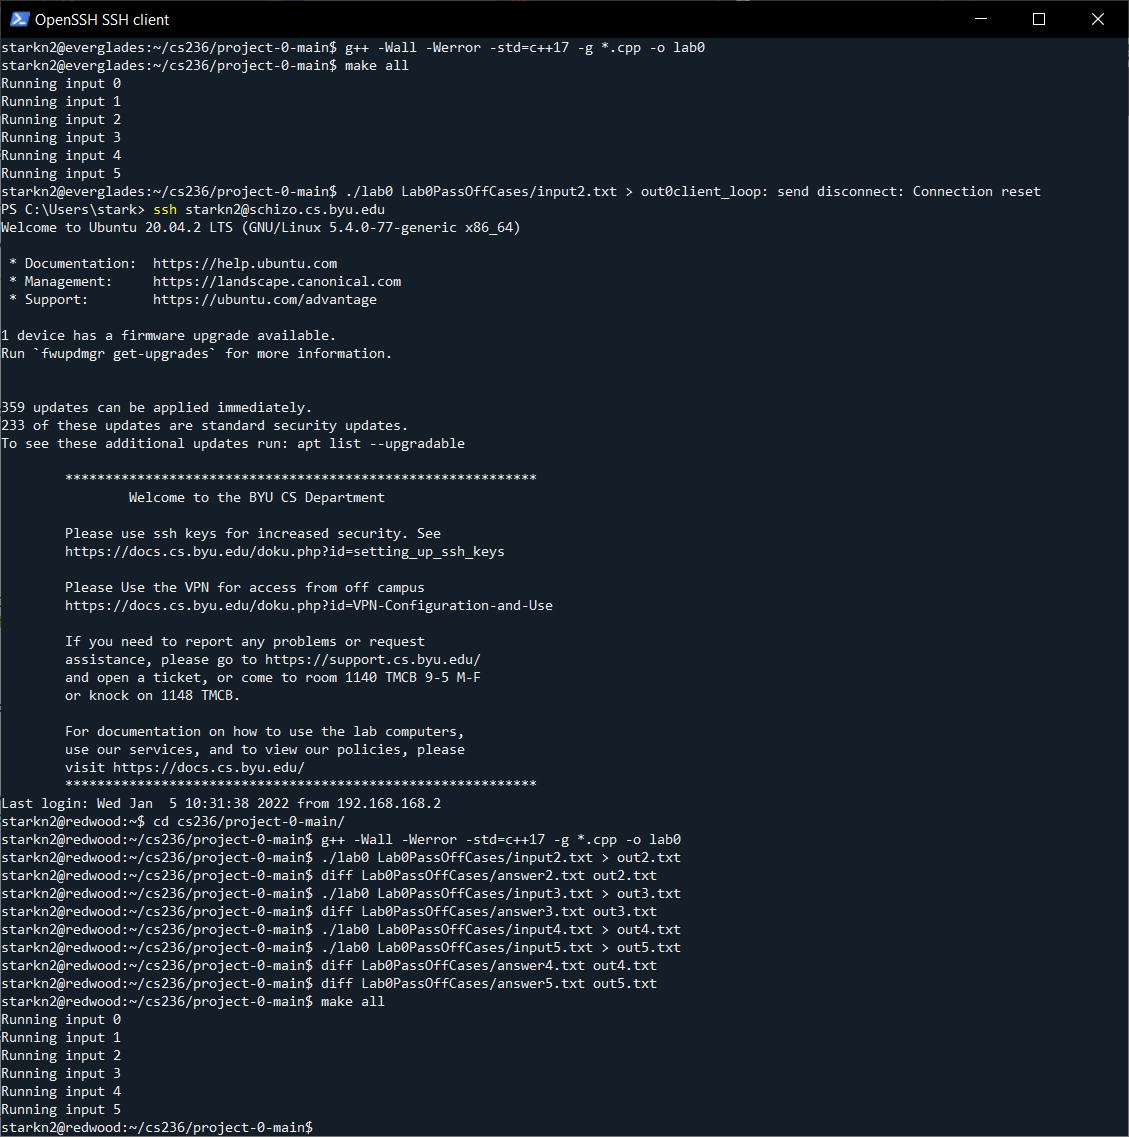 OpenSSH SSH client
starkn2@everglades:~/cs236/project-0-main$ g++ -Wall -Werror -std=c++17 -g *.cpp -o lab0
starkn2@everglades:~/cs236/project-0-main$ make all
Running input 0
Running input 1
Running input 2
Running input 3
Running input 4
Running input 5
starkn2@everglades:~/cs236/project-0-main$ ./lab0 Lab0PassOffCases/input2.txt > out0client_loop: send disconnect: Connection reset
PS C:\Users\stark> ssh starkn2@schizo.cs.byu.edu
Welcome to Ubuntu 20.04.2 LTS (GNU/Linux 5.4.0-77-generic x86_64)
* Documentation:  https://help.ubuntu.com
* Management:     https://landscape.canonical.com
* Support:        https://ubuntu.com/advantage
1 device has a firmware upgrade available.
Run `fwupdmgr get-upgrades` for more information.
359 updates can be applied immediately.
233 of these updates are standard security updates.
To see these additional updates run: apt list --upgradable
***********************************************************
Welcome to the BYU CS Department
Please use ssh keys for increased security. See
https://docs.cs.byu.edu/doku.php?id=setting_up_ssh_keys
Please Use the VPN for access from off campus
https://docs.cs.byu.edu/doku.php?id=VPN-Configuration-and-Use
If you need to report any problems or request
assistance, please go to https://support.cs.byu.edu/
and open a ticket, or come to room 1140 TMCB 9-5 M-F
or knock on 1148 TMCB.
For documentation on how to use the lab computers,
use our services, and to view our policies, please
visit https://docs.cs.byu.edu/
***********************************************************
Last login: Wed Jan  5 10:31:38 2022 from 192.168.168.2
starkn2@redwood:~$ cd cs236/project-0-main/
starkn2@redwood:~/cs236/project-0-main$ g++ -Wall -Werror -std=c++17 -g *.cpp -o lab0
starkn2@redwood:~/cs236/project-0-main$ ./lab0 Lab0PassOffCases/input2.txt > out2.txt
starkn2@redwood:~/cs236/project-0-main$ diff Lab0PassOffCases/answer2.txt out2.txt
starkn2@redwood:~/cs236/project-0-main$ ./lab0 Lab0PassOffCases/input3.txt > out3.txt
starkn2@redwood:~/cs236/project-0-main$ diff Lab0PassOffCases/answer3.txt out3.txt
starkn2@redwood:~/cs236/project-0-main$ ./lab0 Lab0PassOffCases/input4.txt > out4.txt
starkn2@redwood:~/cs236/project-0-main$ ./lab0 Lab0PassOffCases/input5.txt > out5.txt
starkn2@redwood:~/cs236/project-0-main$ diff Lab0PassOffCases/answer4.txt out4.txt
starkn2@redwood:~/cs236/project-0-main$ diff Lab0PassOffCases/answer5.txt out5.txt
starkn2@redwood:~/cs236/project-0-main$ make all
Running input 0
Running input 1
Running input 2
Running input 3
Running input 4
Running input 5
starkn2@redwood:~/cs236/project-0-main$